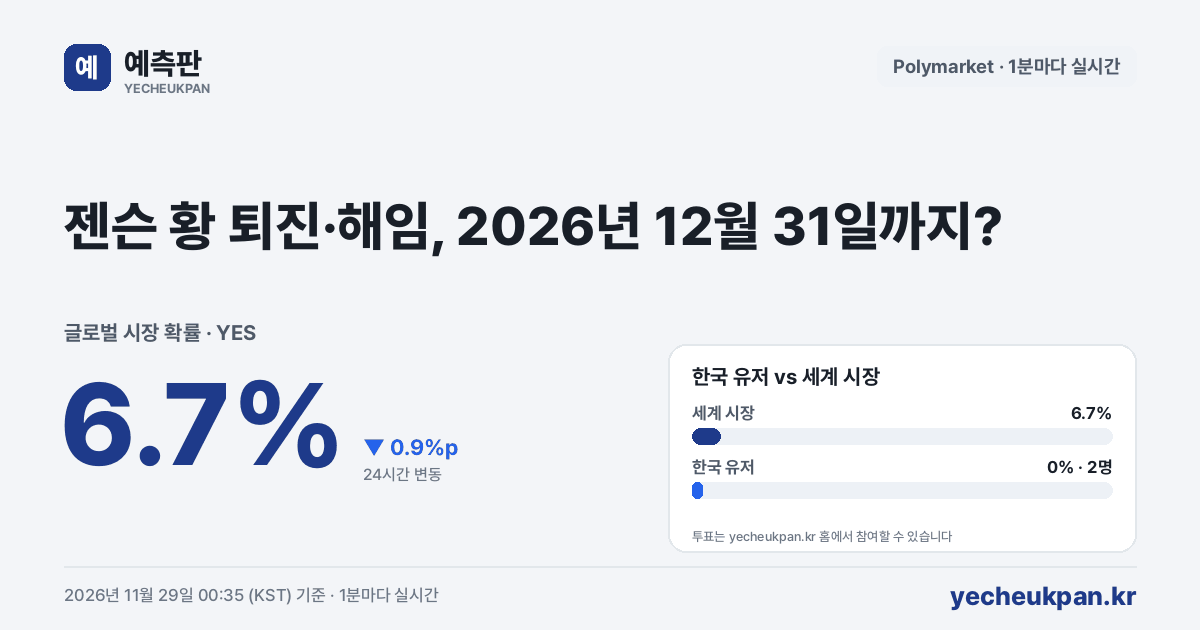 예
예측판
YECHEUKPAN
Polymarket · 1분마다 실시간
젠슨 황 퇴진·해임, 2026년 12월 31일까지?
글로벌 시장 확률 · YES
6.7%
▼ 0.9%p
24시간 변동
한국 유저 vs 세계 시장
세계 시장 6.7%
한국 유저 0% · 2명
투표는 yecheukpan.kr 홈에서 참여할 수 있습니다
2026년 11월 29일 00:35 (KST) 기준 · 1분마다 실시간
yecheukpan.kr